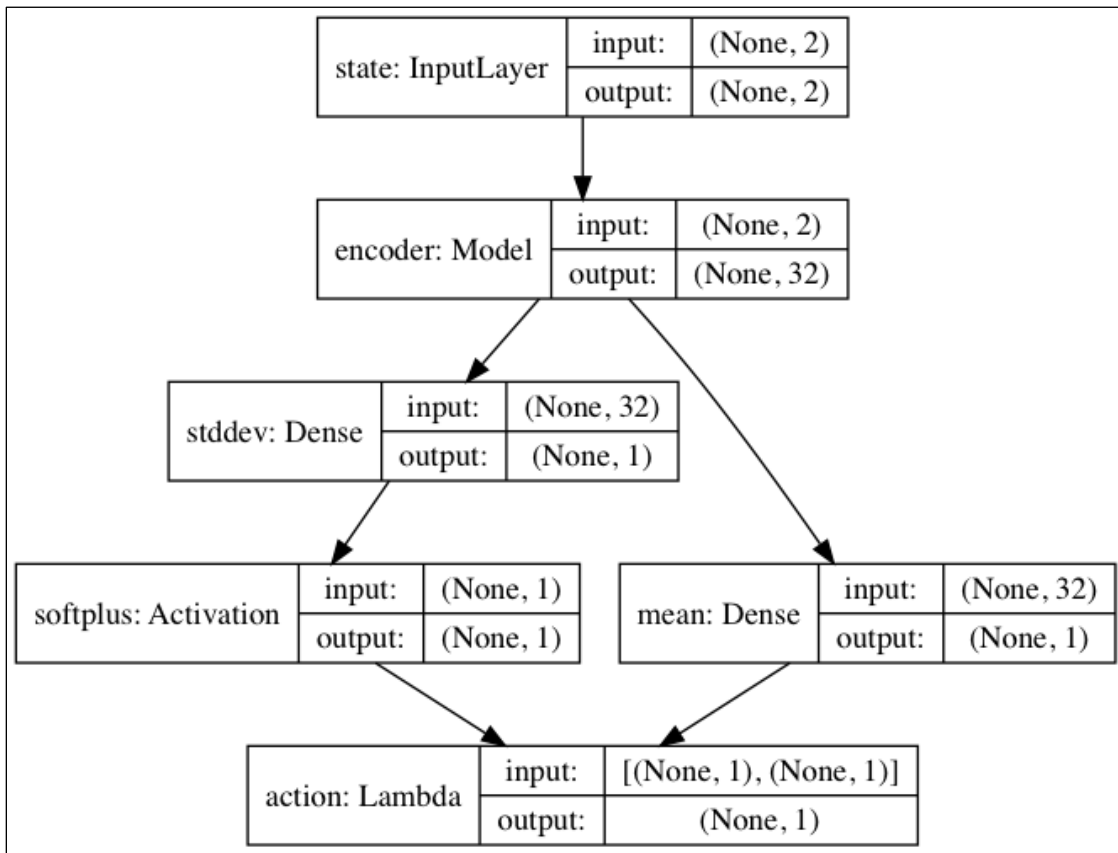 state: InputLayer
input: (None, 2)
output: (None, 2)
encoder: Model
input: (None, 2)
output: (None, 32)
stddev: Dense
input: (None, 32)
output: (None, 1)
softplus: Activation
input: (None, 1)
output: (None, 1)
mean: Dense
input: (None, 32)
output: (None, 1)
action: Lambda
input: [(None, 1), (None, 1)]
output: (None, 1)